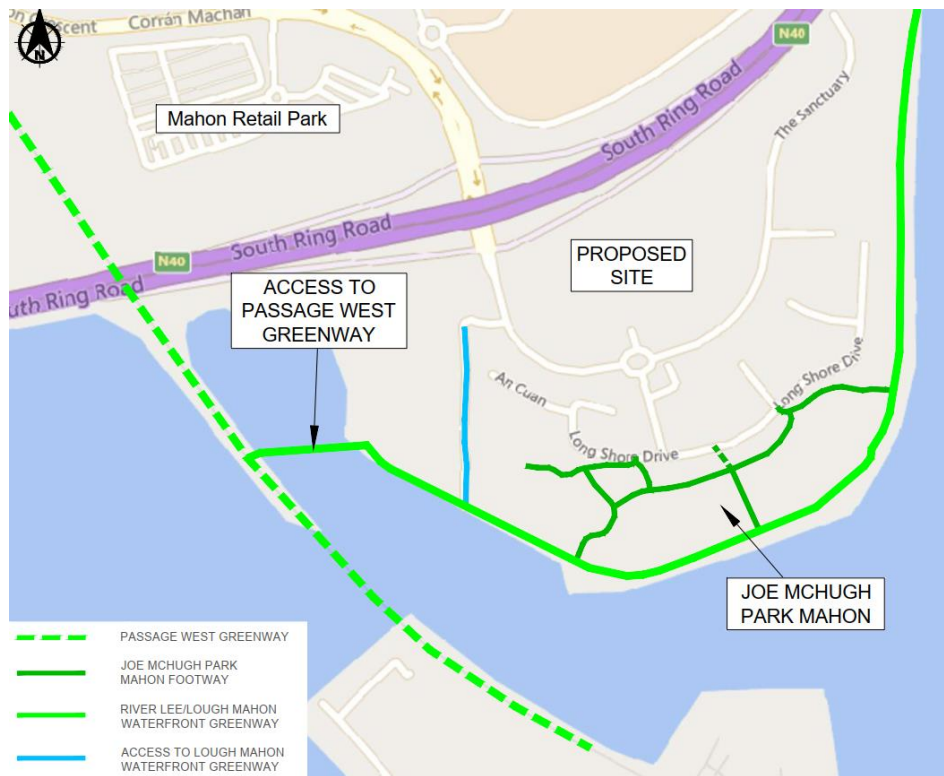 on Crescent
Corrán Machan
N
N40
Mahon Retail Park
South Ring Road
The Sanctuary
South Ring Road
N40
uth Ring Road
PROPOSED
SITE
ACCESS TO
PASSAGE WEST
GREENWAY
An Cuan
Long Shore Drive
Long Shore Drive
JOE MCHUGH
PARK MAHON
PASSAGE WEST GREENWAY
JOE MCHUGH PARK
MAHON FOOTWAY
RIVER LEE/LOUGH MAHON
WATERFRONT GREENWAY
ACCESS TO LOUGH MAHON
WATERFRONT GREENWAY